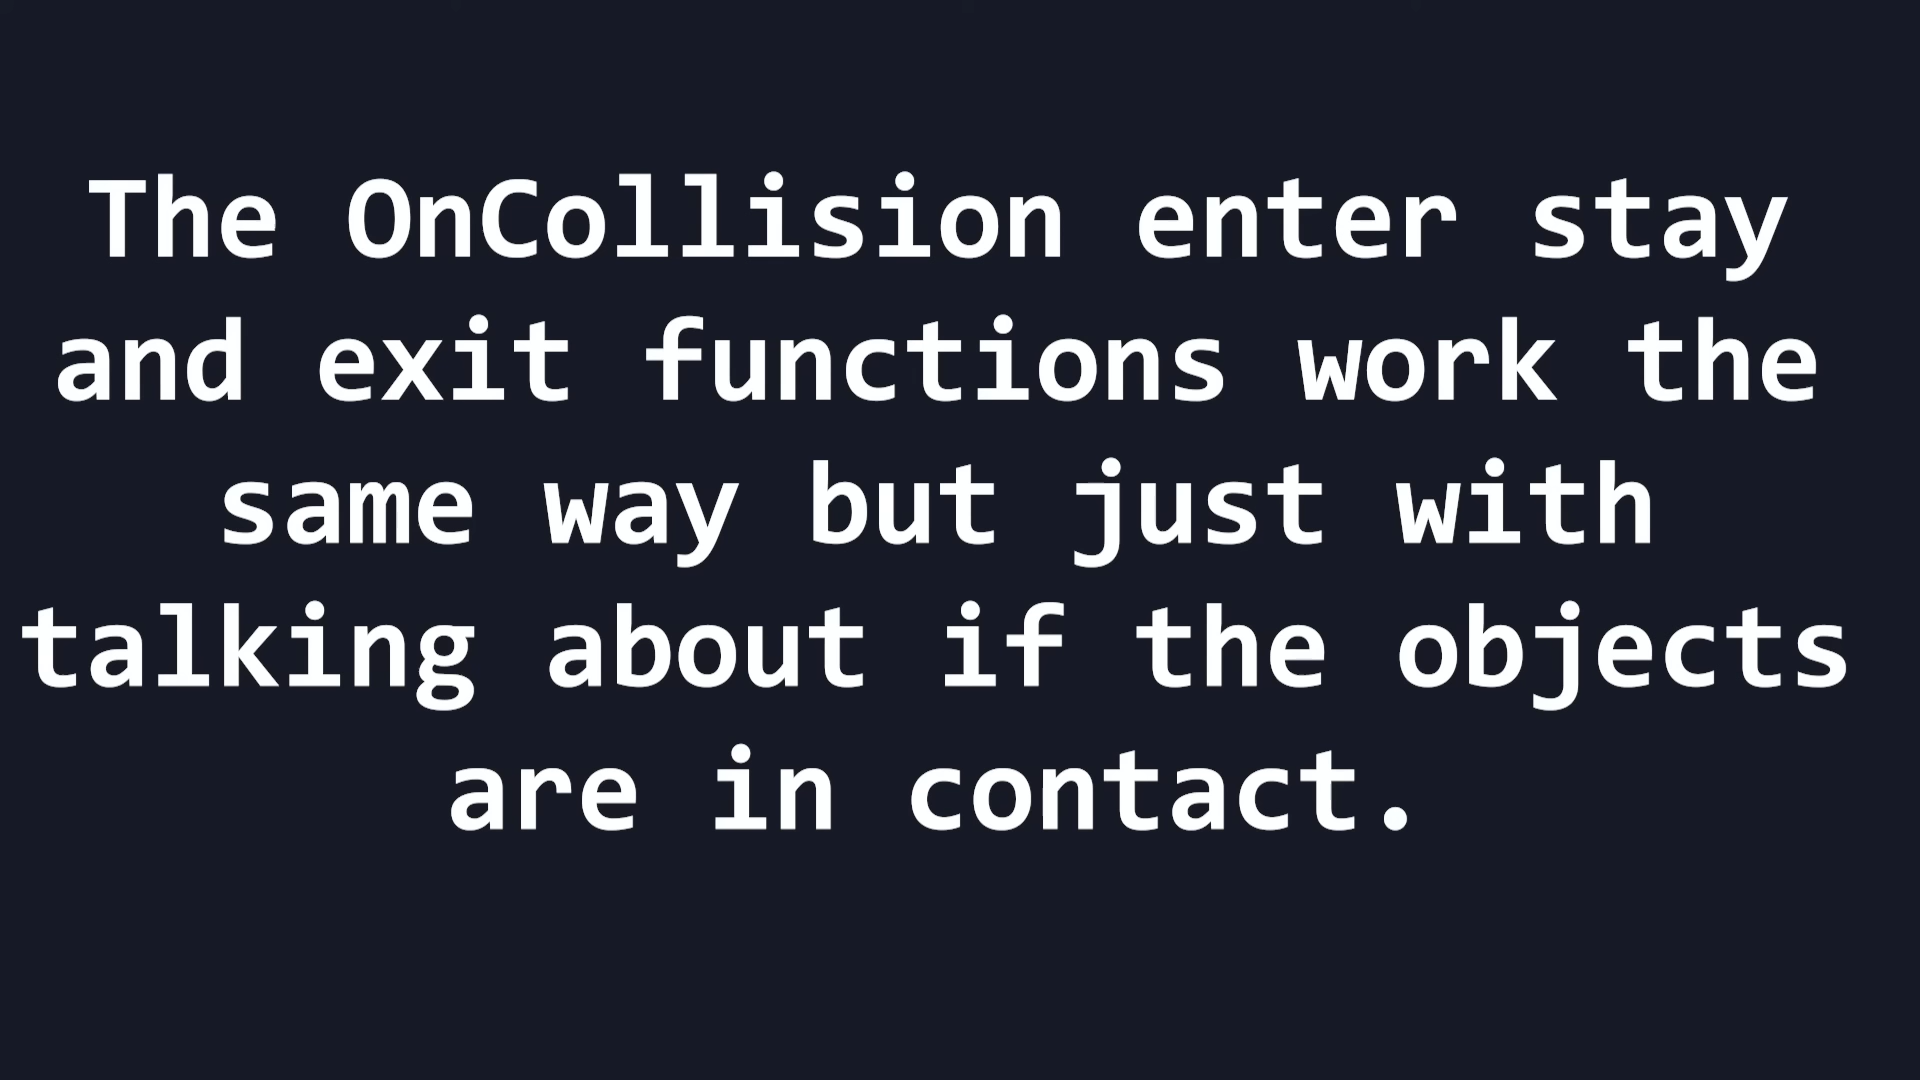 The OnCollision enter stay
and exit functions work the
same way but just with
talking about if the objects
are in contact.